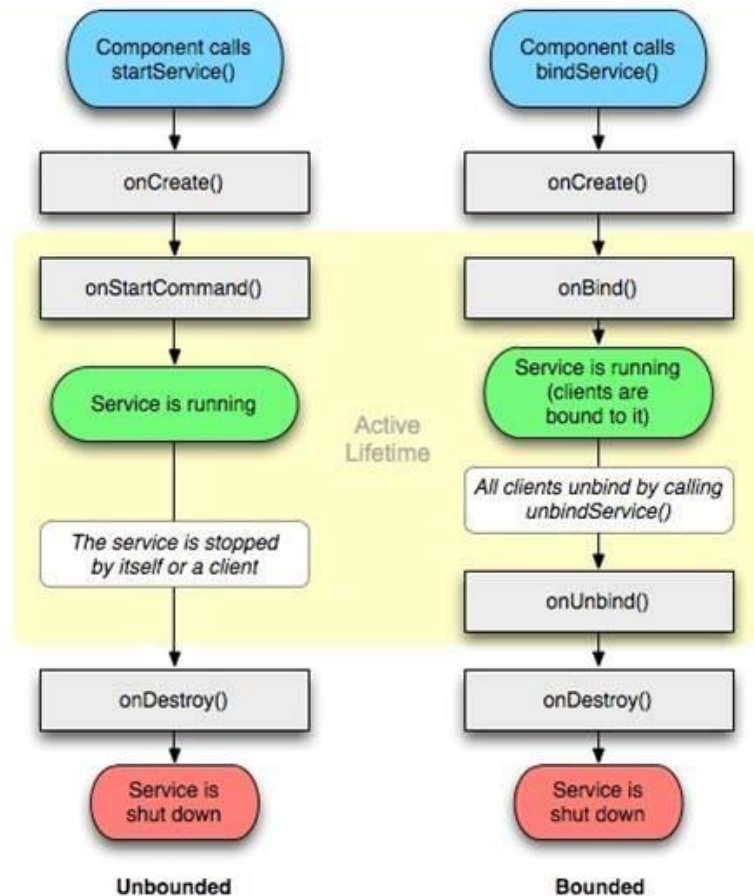 Component calls
startService()
onCreate()
onStartCommand()
Service is running
The service is stopped
by itself or a client
onDestroy()
Service is
shut down
Unbounded
Active
Lifetime
Component calls
bindService()
onCreate()
onBind()
Service is running
(clients are
bound to it)
All clients unbind by calling
unbindService()
onUnbind()
onDestroy()
Service is
shut down
Bounded